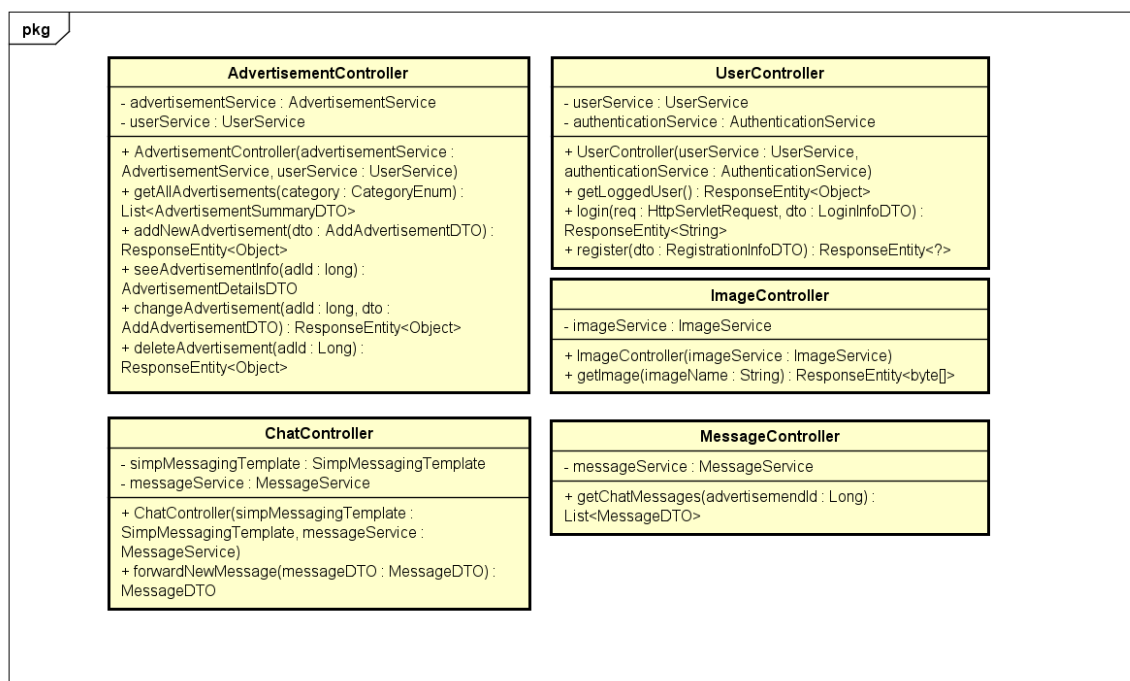 pkg
AdvertisementController
- advertisementService : AdvertisementService
- userService : UserService
+ AdvertisementController(advertisementService :
AdvertisementService, userService : UserService)
+ getAllAdvertisements(category : CategoryEnum) :
List<AdvertisementSummaryDTO>
+ addNewAdvertisement(dto : AddAdvertisementDTO) :
ResponseEntity<Object>
+ seeAdvertisementInfo(adId : long) :
AdvertisementDetailsDTO
+ changeAdvertisement(adId : long, dto :
AddAdvertisementDTO) : ResponseEntity<Object>
+ deleteAdvertisement(adId : Long) :
ResponseEntity<Object>
UserController
- userService : UserService
- authenticationService : AuthenticationService
+ UserController(userService : UserService,
authenticationService : AuthenticationService)
+ getLoggedUser() : ResponseEntity<Object>
+ login(req : HttpServletRequest, dto : LoginInfoDTO) :
ResponseEntity<String>
+ register(dto : RegistrationInfoDTO) : ResponseEntity<?>
ImageController
- imageService : ImageService
+ ImageController(imageService : ImageService)
+ getImage(imageName : String) : ResponseEntity<byte[]>
ChatController
- simpMessagingTemplate : SimpMessagingTemplate
- messageService : MessageService
+ ChatController(simpMessagingTemplate :
SimpMessagingTemplate, messageService :
MessageService)
+ forwardNewMessage(messageDTO : MessageDTO) :
MessageDTO
MessageController
- messageService : MessageService
+ getChatMessages(advertisemendId : Long) :
List<MessageDTO>